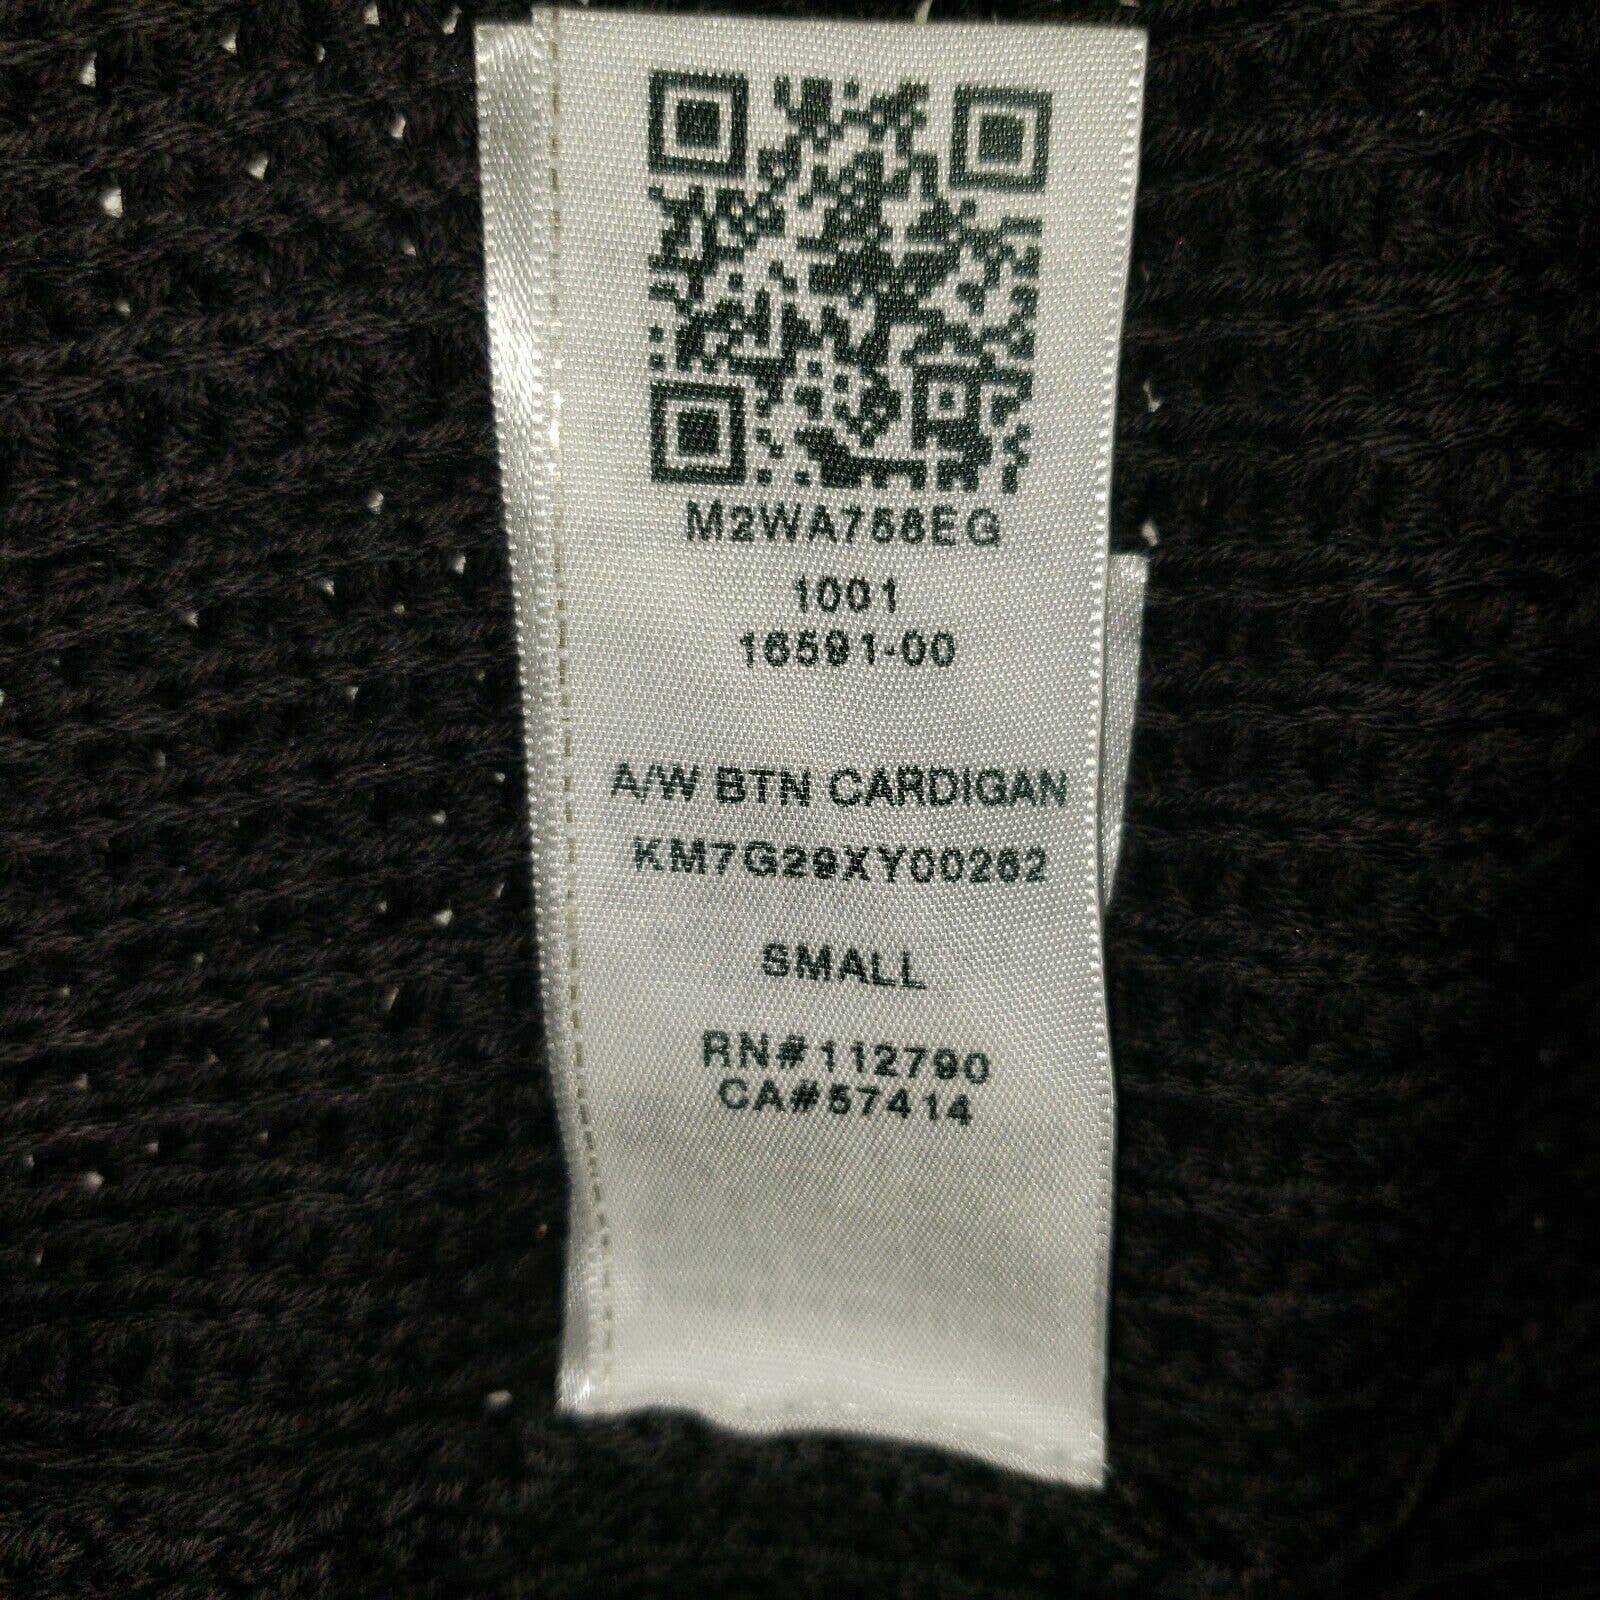 M2WA758EG
1001
16591-00
A/W BTN CARDIGAN
KM7G29XY00262
SMALL
RN#112790
CA#57414